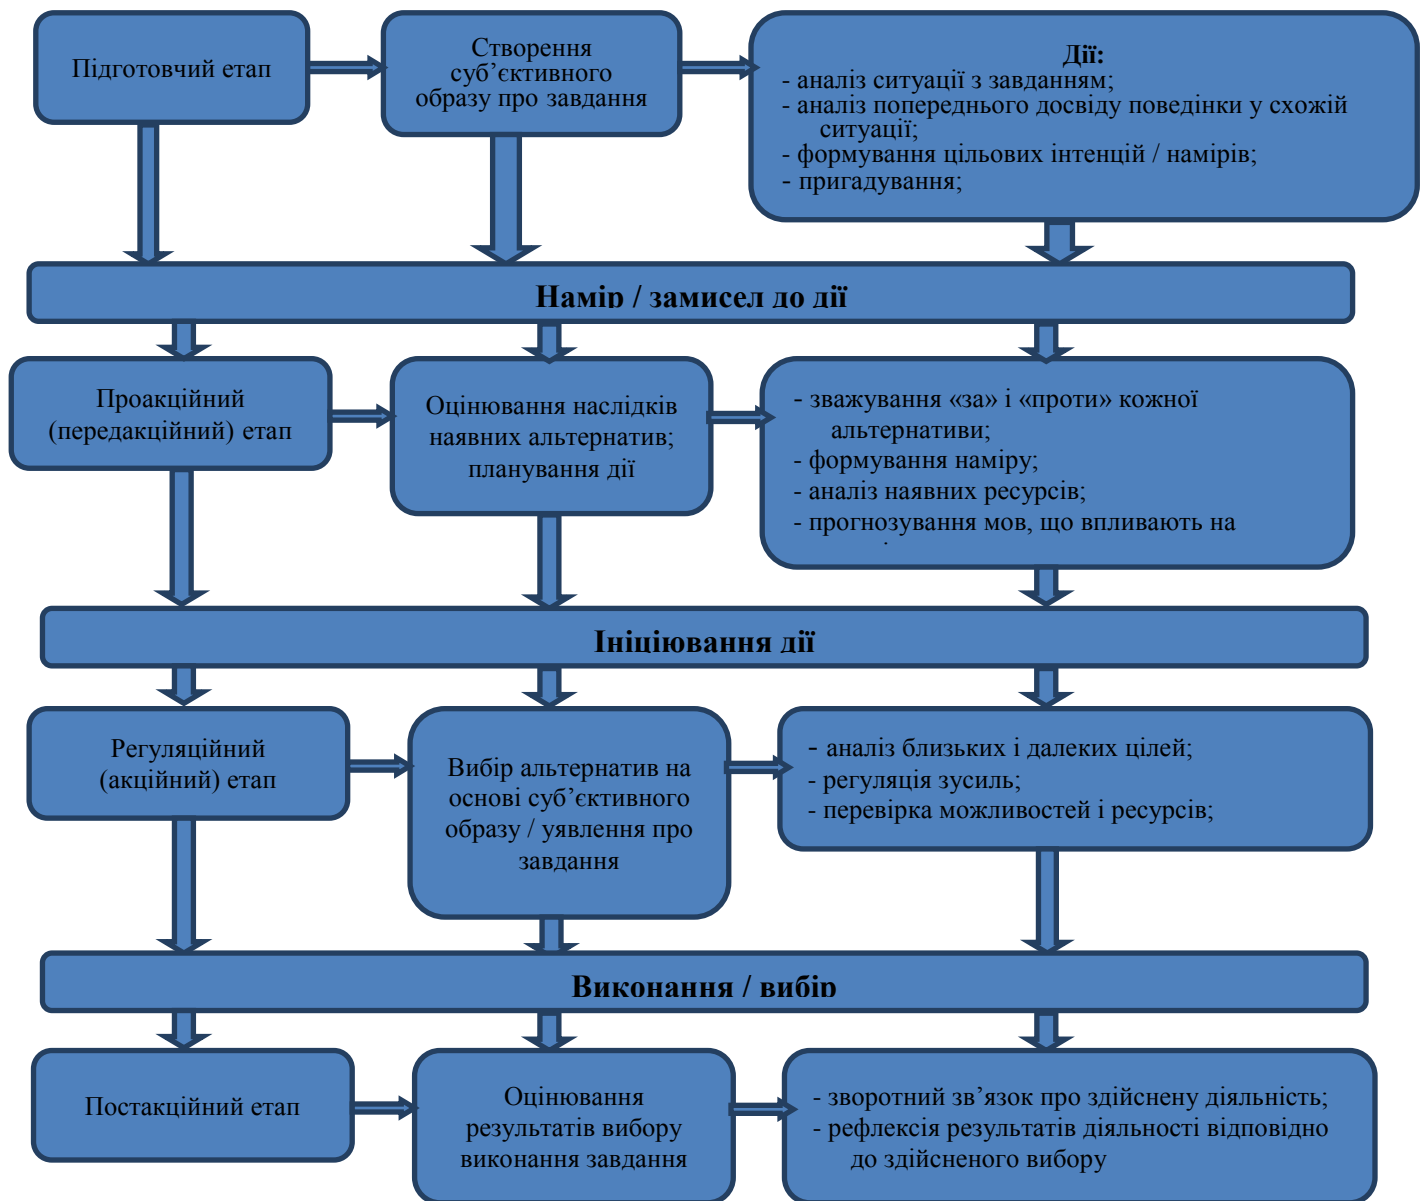 Підготовчий етап
Створення
суб’єктивного
образу про завдання
Дії:
- аналіз ситуації з завданням;
- аналіз попереднього досвіду поведінки у схожій
ситуації;
- формування цільових інтенцій / намірів;
- пригадування;
Намір / замисел до дії
Проакційний
(передакційний) етап
Оцінювання наслідків
наявних альтернатив;
планування дії
- зважування «за» і «проти» кожної
альтернативи;
- формування наміру;
- аналіз наявних ресурсів;
- прогнозування мов, що впливають на
Ініціювання дії
Регуляційний
(акційний) етап
Вибір альтернатив на
основі суб’єктивного
образу / уявлення про
завдання
- аналіз близьких і далеких цілей;
- регуляція зусиль;
- перевірка можливостей і ресурсів;
Виконання / вибір
Постакційний етап
Оцінювання
результатів вибору
виконання завдання
- зворотний зв’язок про здійснену діяльність;
- рефлексія результатів діяльності відповідно
до здійсненого вибору